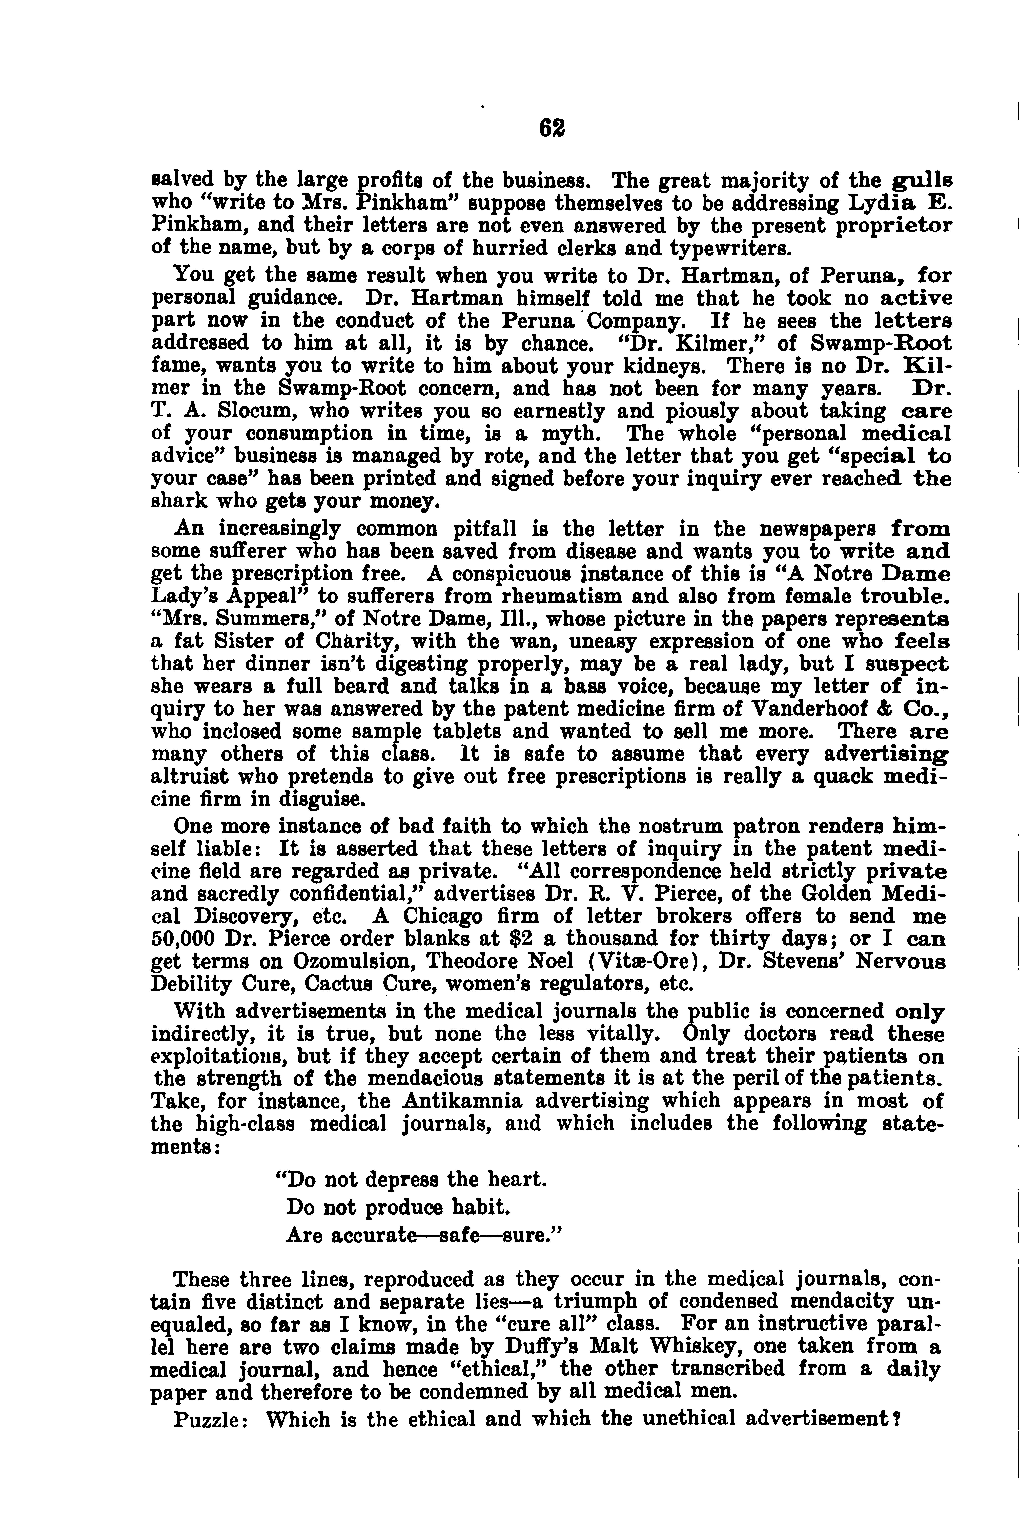 62
salved by the large profits of the business. The great majority of the gulls
who "write to Mrs. Pinkham" suppose themselves to be addressing Lydia E.
Pinkham, and their letters are not even answered by the present proprietor
of the name, but by a corps of hurried clerks and typewriters.
You get the same result when you write to Dr. Hartman, of Peruna, for
personal guidance. Dr. Hartman himself told me that he took no active
part now in the conduct of the Peruna Company. If he sees the letters
addressed to him at all, it is by chance. "Dr. Kilmer," of Swamp-Root
fame, wants you to write to him about your kidneys. There is no Dr. Kil-
mer in the Swamp-Root concern, and has not been for many years. Dr.
T. A. Slocum, who writes you so earnestly and piously about taking care
of your consumption in time, is a myth. The whole "personal medical
advice" business is managed by rote, and the letter that you get "special to
your case" has been printed and signed before your inquiry ever reached the
shark who gets your money.
An increasingly common pitfall is the letter in the newspapers from
some sufferer who has been saved from disease and wants you to write and
get the prescription free. A conspicuous instance of this is "A Notre Dame
Lady's Appeal" to sufferers from rheumatism and also from female trouble.
"Mrs. Summers," of Notre Dame, Ill., whose picture in the papers represents
a fat Sister of Charity, with the wan, uneasy expression of one who feels
that her dinner isn't digesting properly, may be a real lady, but I suspect
she wears a full beard and talks in a bass voice, because my letter of in-
quiry to her was answered by the patent medicine firm of Vanderhoof & Co.,
who inclosed some sample tablets and wanted to sell me more. There are
many others of this class. It is safe to assume that every advertising
altruist who pretends to give out free prescriptions is really a quack medi-
cine firm in disguise.
One more instance of bad faith to which the nostrum patron renders him-
self liable: It is asserted that these letters of inquiry in the patent medi-
cine field are regarded as private. "All correspondence held strictly private
and sacredly confidential," advertises Dr. R. V. Pierce, of the Golden Medi-
cal Discovery, etc. A Chicago firm of letter brokers offers to send me
50,000 Dr. Pierce order blanks at $2 a thousand for thirty days; or I can
get terms on Ozomulsion, Theodore Noel (Vitæ-Ore), Dr. Stevens' Nervous
Debility Cure, Cactus Cure, women's regulators, etc.
With advertisements in the medical journals the public is concerned only
indirectly, it is true, but none the less vitally. Only doctors read these
exploitations, but if they accept certain of them and treat their patients on
the strength of the mendacious statements it is at the peril of the patients.
Take, for instance, the Antikamnia advertising which appears in most of
the high-class medical journals, and which includes the following state-
ments:
"Do not depress the heart.
Do not produce habit.
Are accurate—safe—sure."
These three lines, reproduced as they occur in the medical journals, con-
tain five distinct and separate lies—a triumph of condensed mendacity un-
equaled, so far as I know, in the "cure all" class. For an instructive paral-
lel here are two claims made by Duffy's Malt Whiskey, one taken from a
medical journal, and hence "ethical," the other transcribed from a daily
paper and therefore to be condemned by all medical men.
Puzzle: Which is the ethical and which the unethical advertisement?